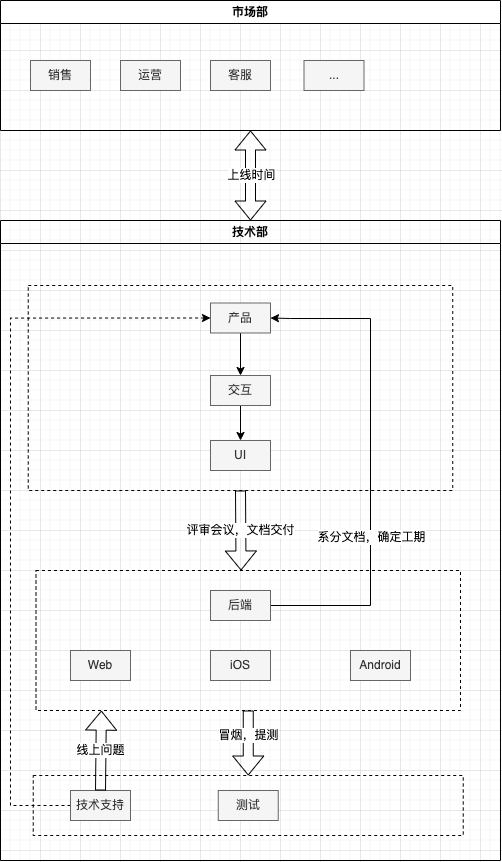 市场部
销售
运营
客服
...
上线时间
技术部
产品
交互
UI
评审会议，文档交付
系分文档，确定工期
后端
Web
iOS
Android
线上问题
冒烟，提测
技术支持
测试